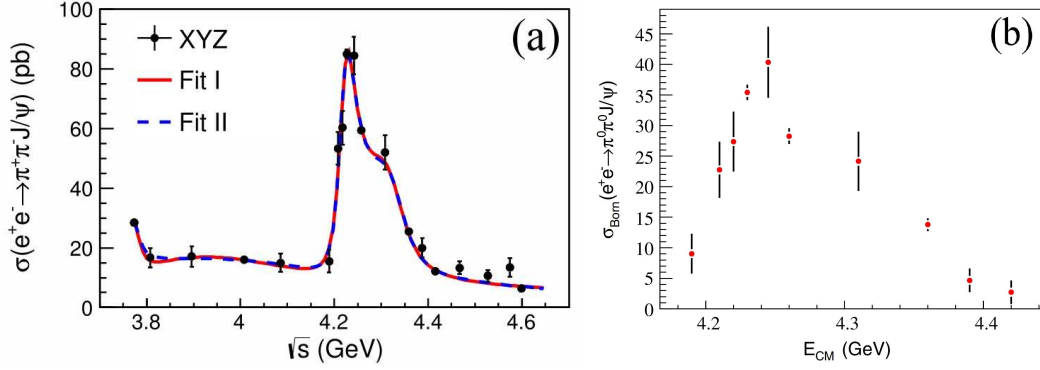 (a)
XYZ
Fit I
Fit II
σ(e⁺e⁻→π⁺π⁻J/ψ) (pb)
100
80
60
40
20
0
3.8
4
4.2
4.4
4.6
√s (GeV)
(b)
σ_Born(e⁺e⁻→π⁰π⁰J/ψ)
45
40
35
30
25
20
15
10
5
0
4.2
4.3
4.4
E_CM (GeV)